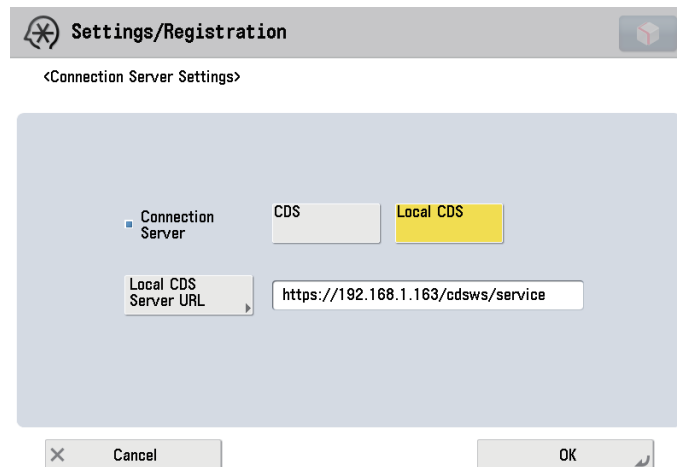 Settings/Registration
<Connection Server Settings>
Connection
Server
CDS
Local CDS
Local CDS
Server URL
https://192.168.1.163/cdsws/service
Cancel
OK